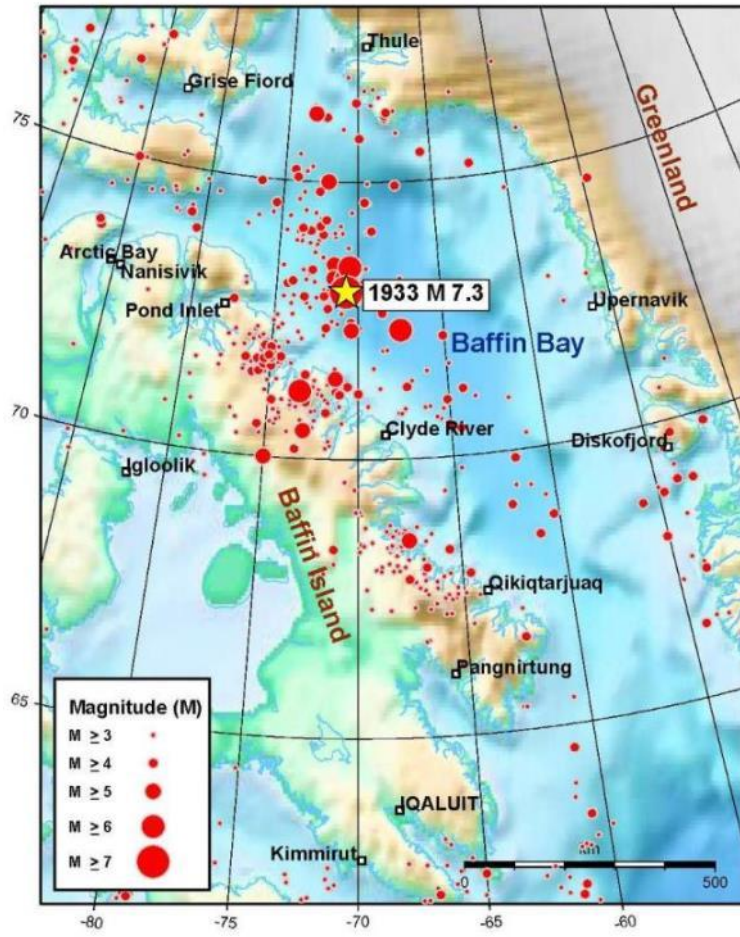 Thule
Grise Fiord
Greenland
75
Arctic Bay
Nanisivik
Pond Inlet
1933 M 7.3
Upernavik
Baffin Bay
70
Clyde River
Diskofjord
Igloolik
Baffin Island
Qikiqtarjuaq
Pangnirtung
65
Magnitude (M)
M ≥ 3
M ≥ 4
M ≥ 5
M ≥ 6
M ≥ 7
IQALUIT
Kimmirut
km
0
500
-80
-75
-70
-65
-60